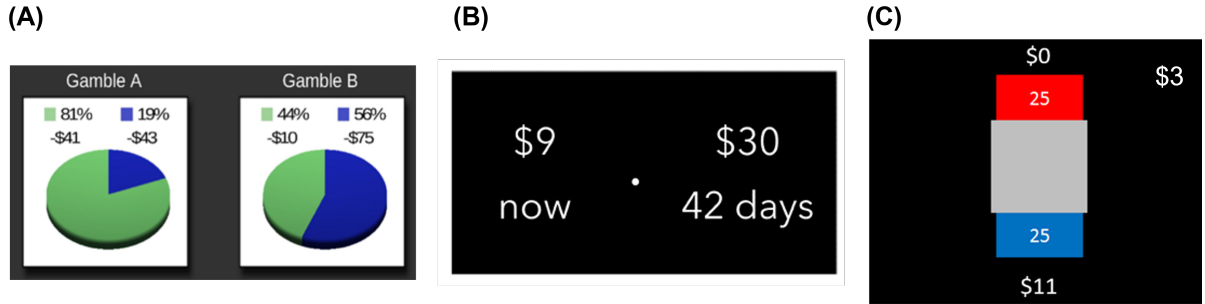 (A)
Gamble A
81% 19%
-$41 -$43
Gamble B
44% 56%
-$10 -$75
(B)
$9 $30
now 42 days
(C)
$0
$3
25
25
$11